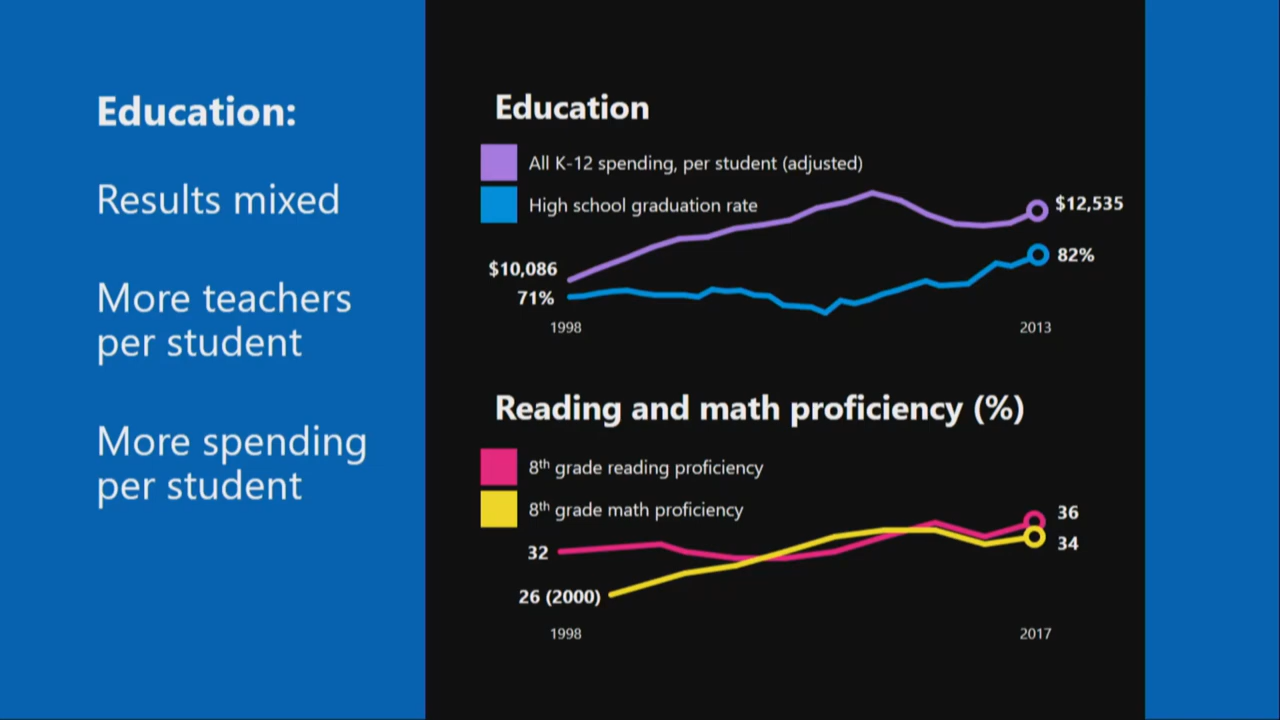 Education:
Results mixed
More teachers
per student
More spending
per student
Education
All K-12 spending, per student (adjusted)
High school graduation rate
$12,535
82%
$10,086
71%
1998
2013
Reading and math proficiency (%)
8th grade reading proficiency
8th grade math proficiency
36
34
32
26 (2000)
1998
2017